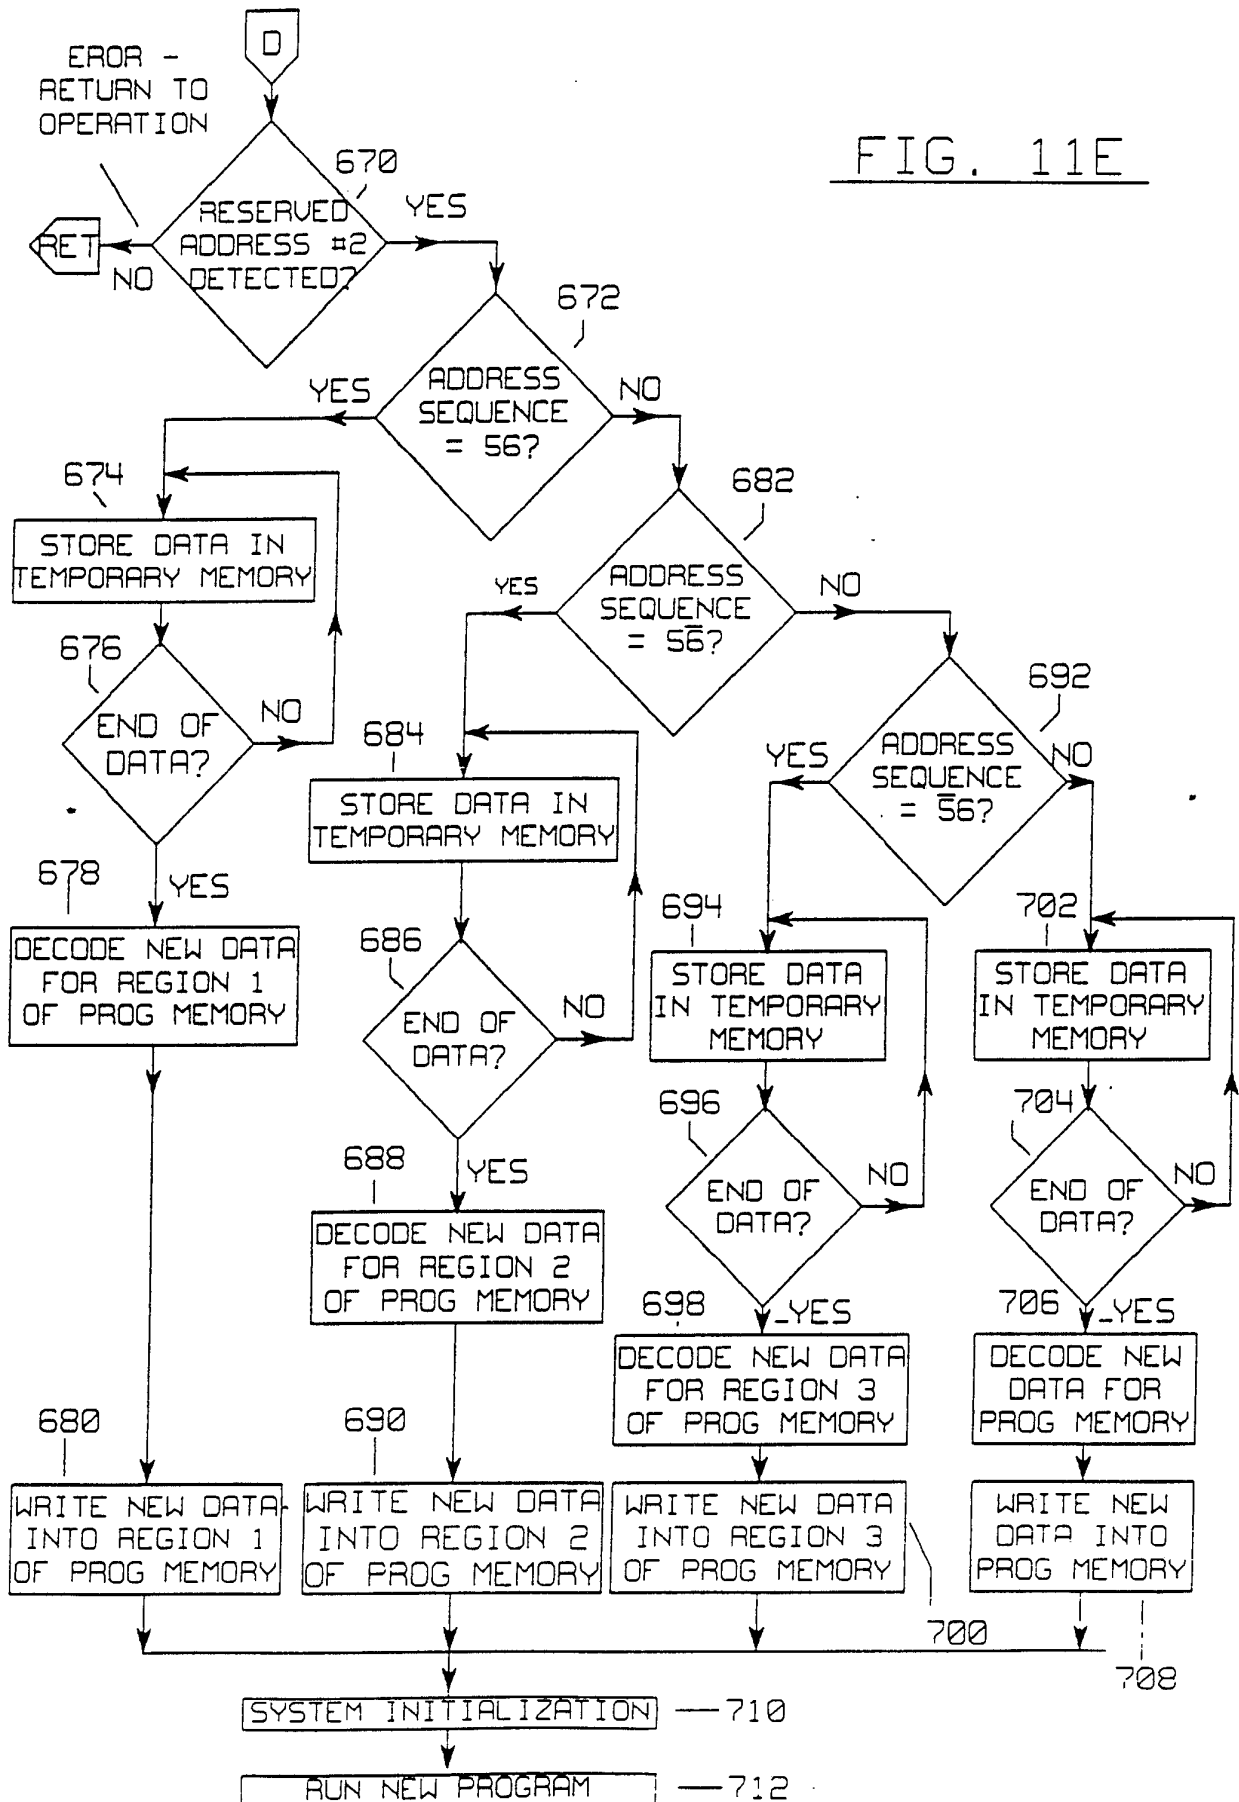 D
EROR -
RETURN TO
OPERATION
FIG. 11E
670
RESERVED
ADDRESS #2
DETECTED?
YES
RET
NO
672
ADDRESS
SEQUENCE
= 56?
YES
NO
674
STORE DATA IN
TEMPORARY MEMORY
682
ADDRESS
SEQUENCE
= 56̅?
YES
NO
676
END OF
DATA?
NO
692
ADDRESS
SEQUENCE
= 5̅6?
YES
NO
684
STORE DATA IN
TEMPORARY MEMORY
678
YES
DECODE NEW DATA
FOR REGION 1
OF PROG MEMORY
686
END OF
DATA?
NO
694
STORE DATA
IN TEMPORARY
MEMORY
702
STORE DATA
IN TEMPORARY
MEMORY
696
END OF
DATA?
NO
704
END OF
DATA?
NO
688
YES
DECODE NEW DATA
FOR REGION 2
OF PROG MEMORY
698
YES
DECODE NEW DATA
FOR REGION 3
OF PROG MEMORY
706
YES
DECODE NEW
DATA FOR
PROG MEMORY
680
WRITE NEW DATA
INTO REGION 1
OF PROG MEMORY
690
WRITE NEW DATA
INTO REGION 2
OF PROG MEMORY
WRITE NEW DATA
INTO REGION 3
OF PROG MEMORY
700
WRITE NEW
DATA INTO
PROG MEMORY
708
SYSTEM INITIALIZATION
710
RUN NEW PROGRAM
712